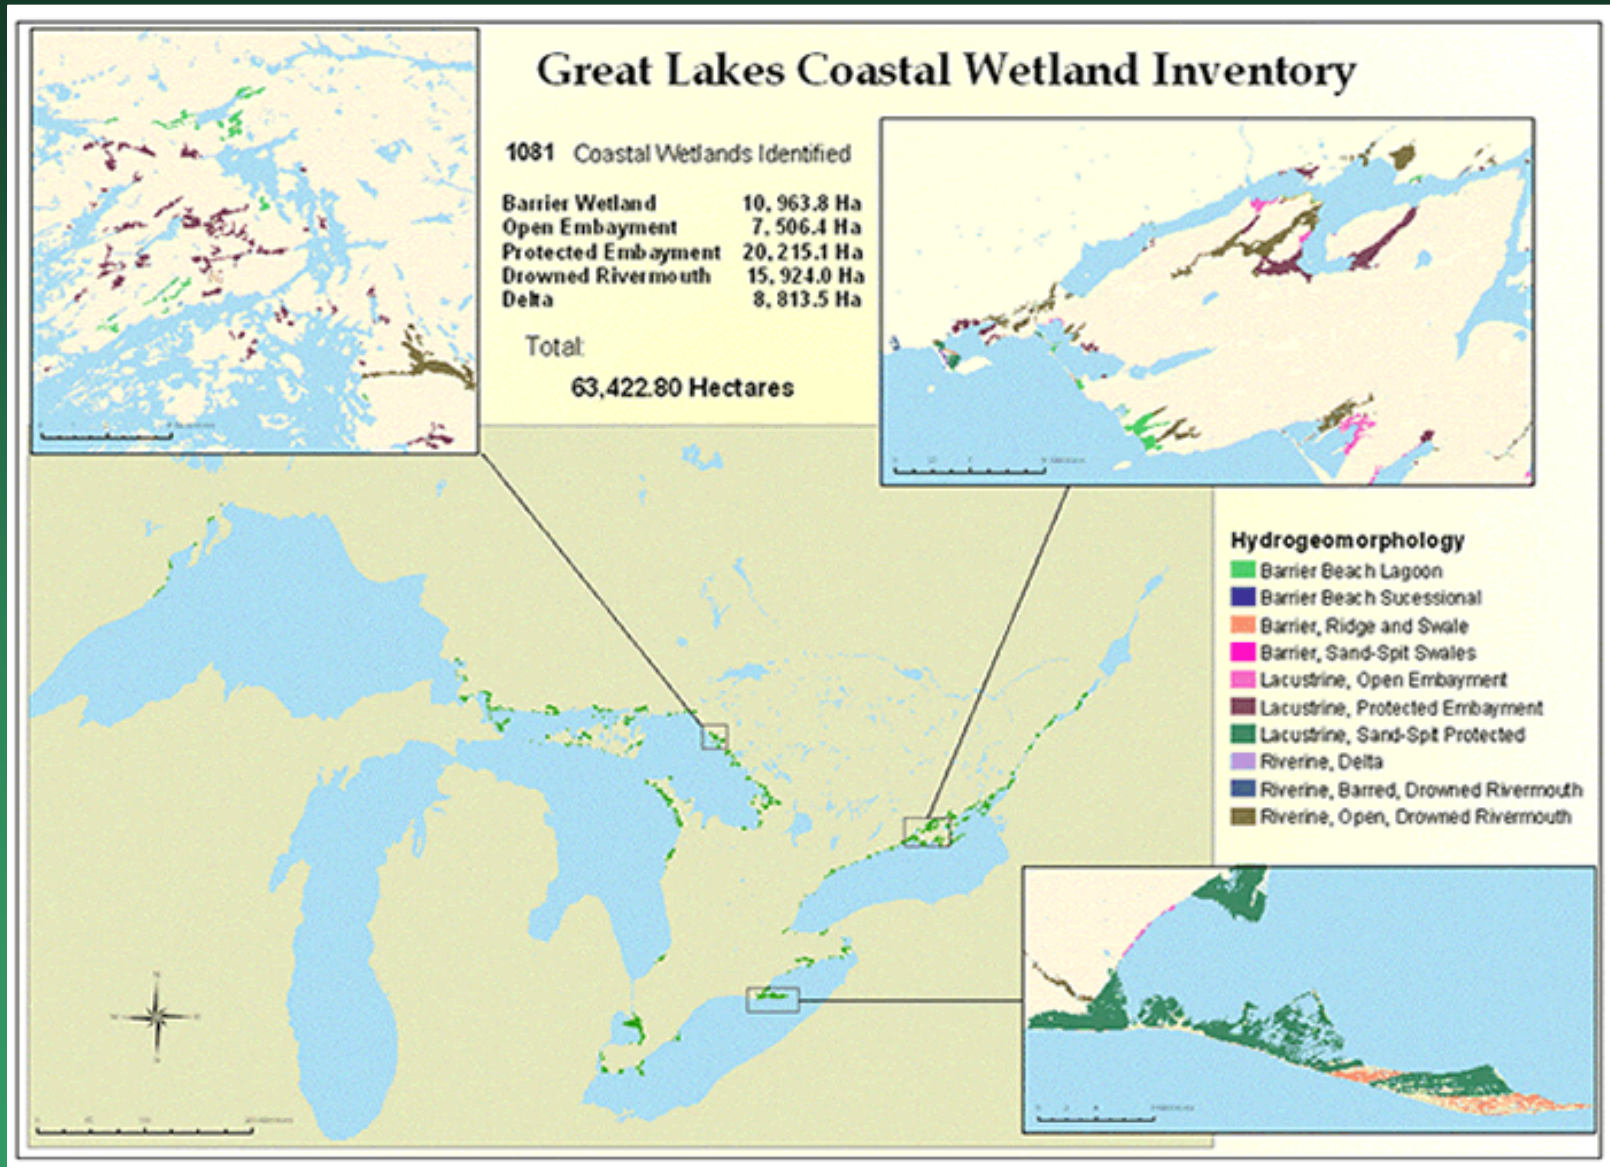 Great Lakes Coastal Wetland Inventory
1081 Coastal Wetlands Identified
Barrier Wetland 10, 963.8 Ha
Open Embayment 7, 506.4 Ha
Protected Embayment 20, 215.1 Ha
Drowned Rivermouth 15, 924.0 Ha
Delta 8, 813.5 Ha
Total:
63,422.80 Hectares
Hydrogeomorphology
Barrier Beach Lagoon
Barrier Beach Sucessional
Barrier, Ridge and Swale
Barrier, Sand-Spit Swales
Lacustrine, Open Embayment
Lacustrine, Protected Embayment
Lacustrine, Sand-Spit Protected
Riverine, Delta
Riverine, Barred, Drowned Rivermouth
Riverine, Open, Drowned Rivermouth